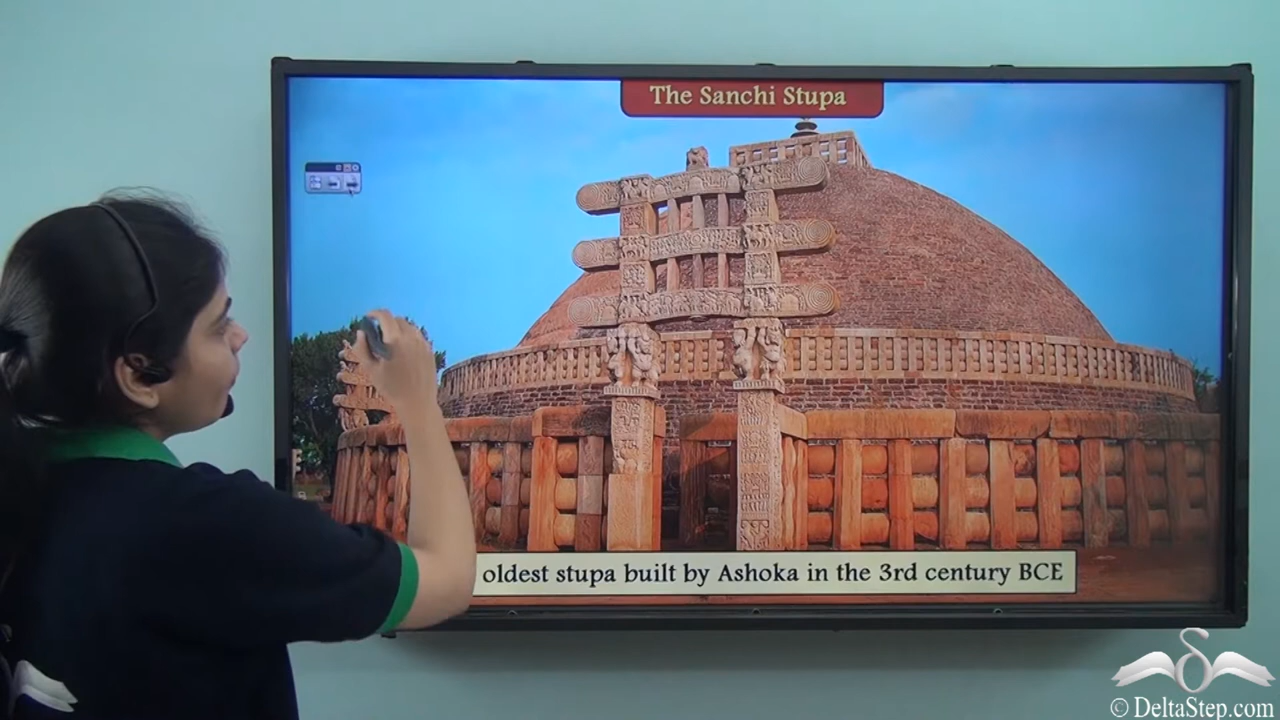 The Sanchi Stupa
oldest stupa built by Ashoka in the 3rd century BCE
© DeltaStep.com